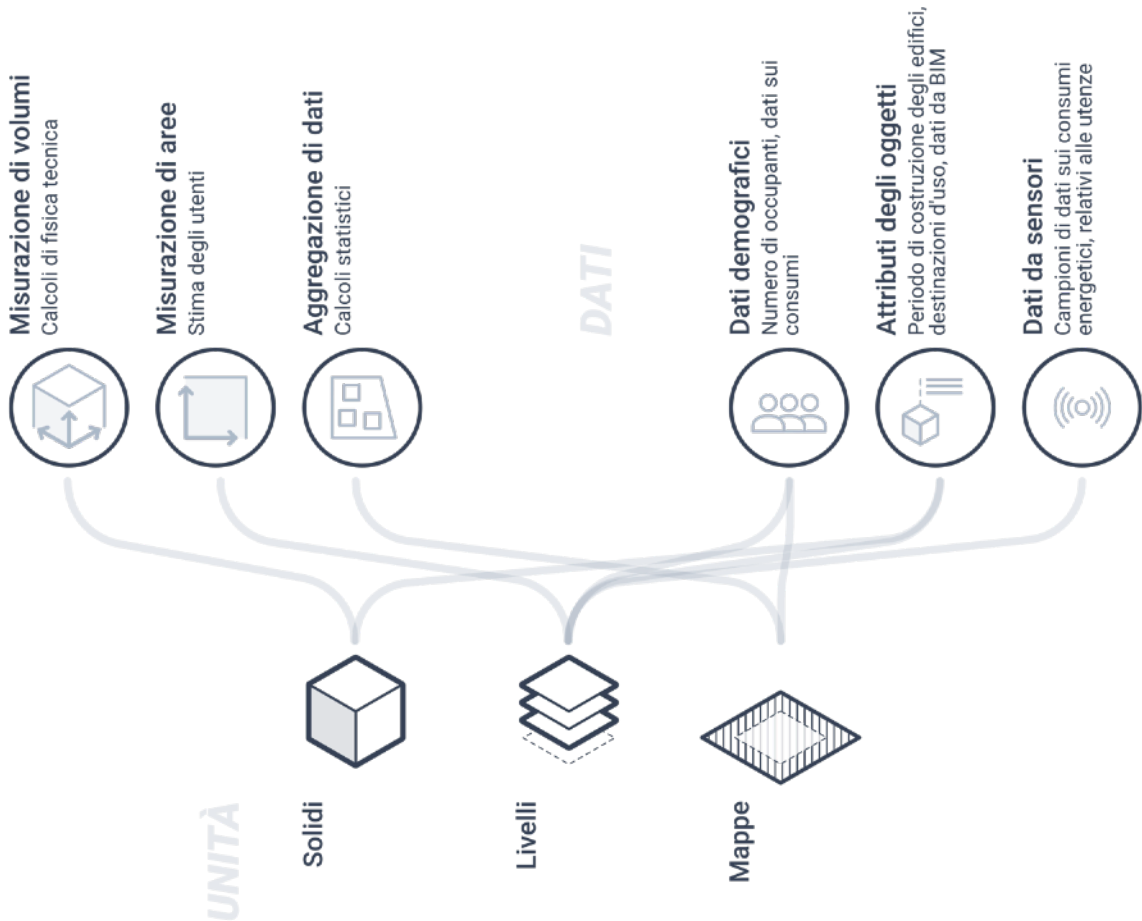 UNITÀ
Solidi
Livelli
Mappe
DATI
Misurazione di volumi
Calcoli di fisica tecnica
Misurazione di aree
Stima degli utenti
Aggregazione di dati
Calcoli statistici
Dati demografici
Numero di occupanti, dati sui
consumi
Attributi degli oggetti
Periodo di costruzione degli edifici,
destinazioni d'uso, dati da BIM
Dati da sensori
Campioni di dati sui consumi
energetici, relativi alle utenze